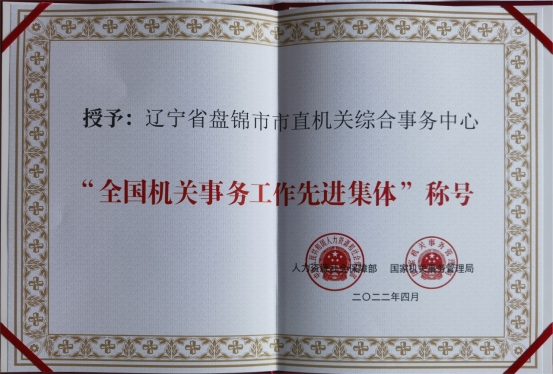 授予：辽宁省盘锦市市直机关综合事务中心
“全国机关事务工作先进集体”称号
人力资源社会保障部 国家机关事务管理局
二〇二二年四月